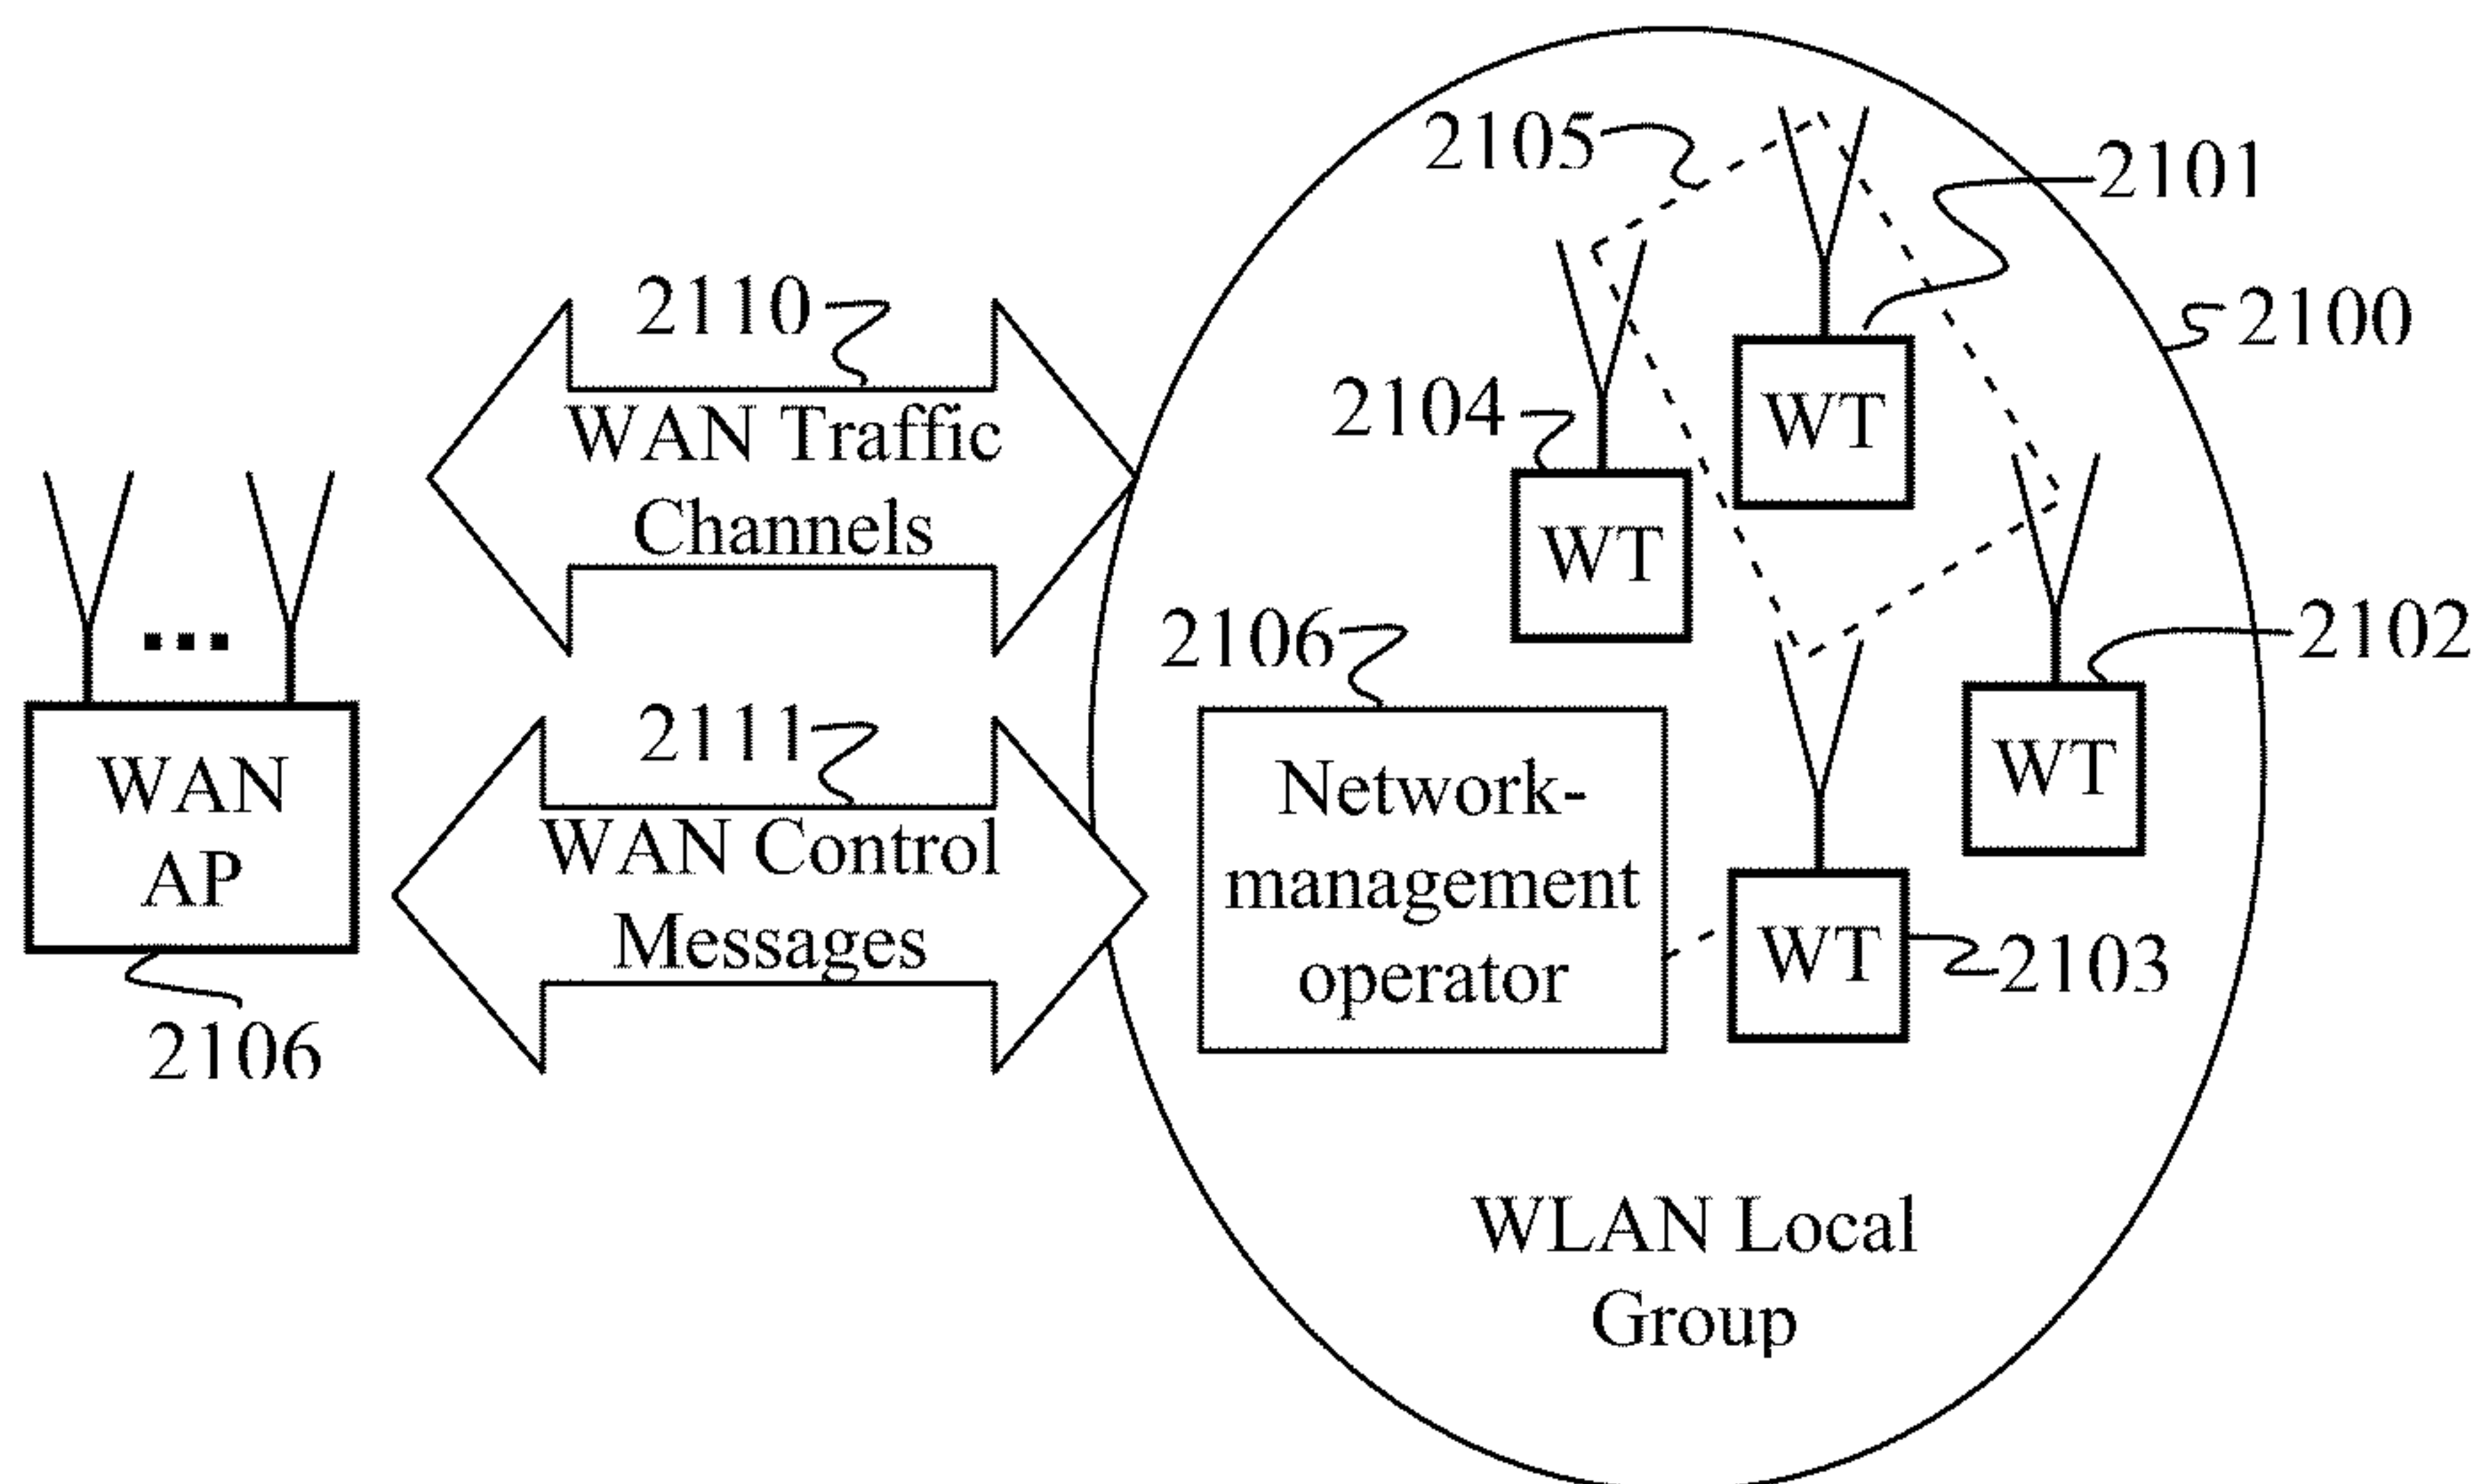 2105
2101
2110
2100
WAN Traffic
Channels
2104
WT
WT
2106
2102
2111
WAN
AP
WAN Control
Messages
Network-
management
operator
WT
WT
2103
2106
WLAN Local
Group